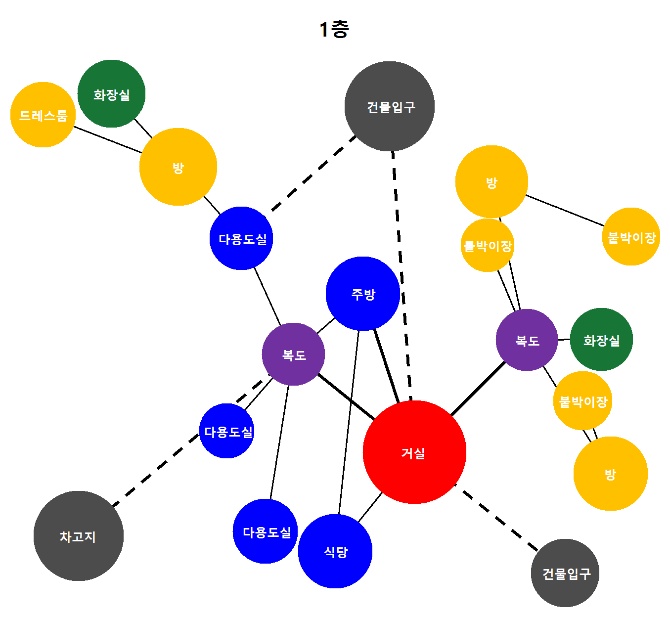 1층
화장실
건물입구
드레스룸
방
방
다용도실
붙박이장
붙박이장
주방
복도
복도
화장실
붙박이장
다용도실
거실
방
차고지
다용도실
식당
건물입구